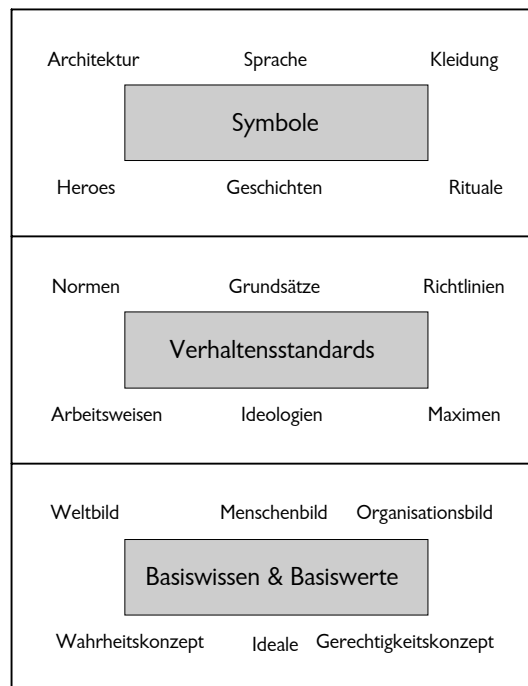 Architektur Sprache Kleidung
Symbole
Heroes Geschichten Rituale
Normen Grundsätze Richtlinien
Verhaltensstandards
Arbeitsweisen Ideologien Maximen
Weltbild Menschenbild Organisationsbild
Basiswissen & Basiswerte
Wahrheitskonzept Ideale Gerechtigkeitskonzept